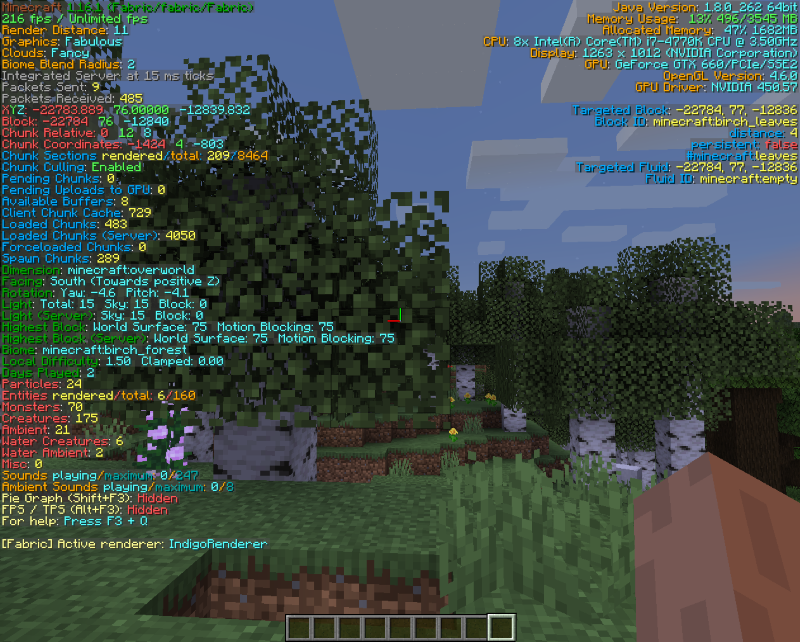 Minecraft 1.16.1 (Fabric/fabric/Fabric)
216 fps / Unlimited fps
Render Distance: 11
Graphics: Fabulous
Clouds: Fancy
Biome Blend Radius: 2
Integrated Server at 15 ms ticks
Packets Sent: 9
Packets Received: 485
XYZ: -22783.889 76.00000 -12839.832
Block: -22784 76 -12840
Chunk Relative: 0 12 8
Chunk Coordinates: -1424 4 -803
Chunk Sections rendered/total: 209/8464
Chunk Culling: Enabled
Pending Chunks: 0
Pending Uploads to GPU: 0
Available Buffers: 8
Client Chunk Cache: 729
Loaded Chunks: 483
Loaded Chunks (Server): 4050
Forceloaded Chunks: 0
Spawn Chunks: 289
Dimension: minecraft:overworld
Facing: South (Towards positive Z)
Rotation: Yaw: -4.6 Pitch: -4.1
Light: Total: 15 Sky: 15 Block: 0
Light (Server): Sky: 15 Block: 0
Highest Block: World Surface: 75 Motion Blocking: 75
Highest Block (Server): World Surface: 75 Motion Blocking: 75
Biome: minecraft:birch_forest
Local Difficulty: 1.50 Clamped: 0.00
Days Played: 2
Particles: 24
Entities rendered/total: 6/160
Monsters: 70
Creatures: 175
Ambient: 21
Water Creatures: 6
Water Ambient: 2
Misc: 0
Sounds playing/maximum: 0/247
Ambient Sounds playing/maximum: 0/8
Pie Graph (Shift+F3): Hidden
FPS / TPS (Alt+F3): Hidden
For help: Press F3 + Q
[Fabric] Active renderer: IndigoRenderer
Java Version: 1.8.0_262 64bit
Memory Usage: 13% 496/3545 MB
Allocated Memory: 47% 1682MB
CPU: 8x Intel(R) Core(TM) i7-4770K CPU @ 3.50GHz
Display: 1263 x 1012 (NVIDIA Corporation)
GPU: GeForce GTX 660/PCIe/SSE2
OpenGL Version: 4.6.0
GPU Driver: NVIDIA 450.57
Targeted Block: -22784, 77, -12836
Block ID: minecraft:birch_leaves
distance: 4
persistent: false
#minecraft:leaves
Targeted Fluid: -22784, 77, -12836
Fluid ID: minecraft:empty